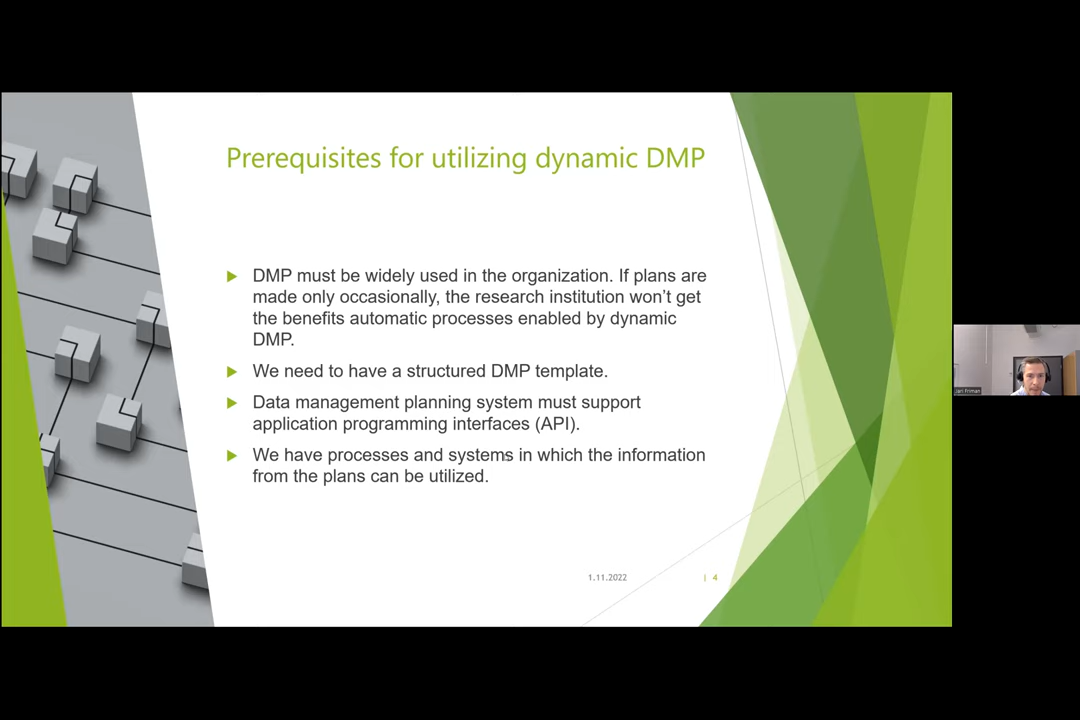 Prerequisites for utilizing dynamic DMP
DMP must be widely used in the organization. If plans are
made only occasionally, the research institution won't get
the benefits automatic processes enabled by dynamic
DMP.
We need to have a structured DMP template.
Data management planning system must support
application programming interfaces (API).
We have processes and systems in which the information
from the plans can be utilized.
1.11.2022
4
Jari Friman